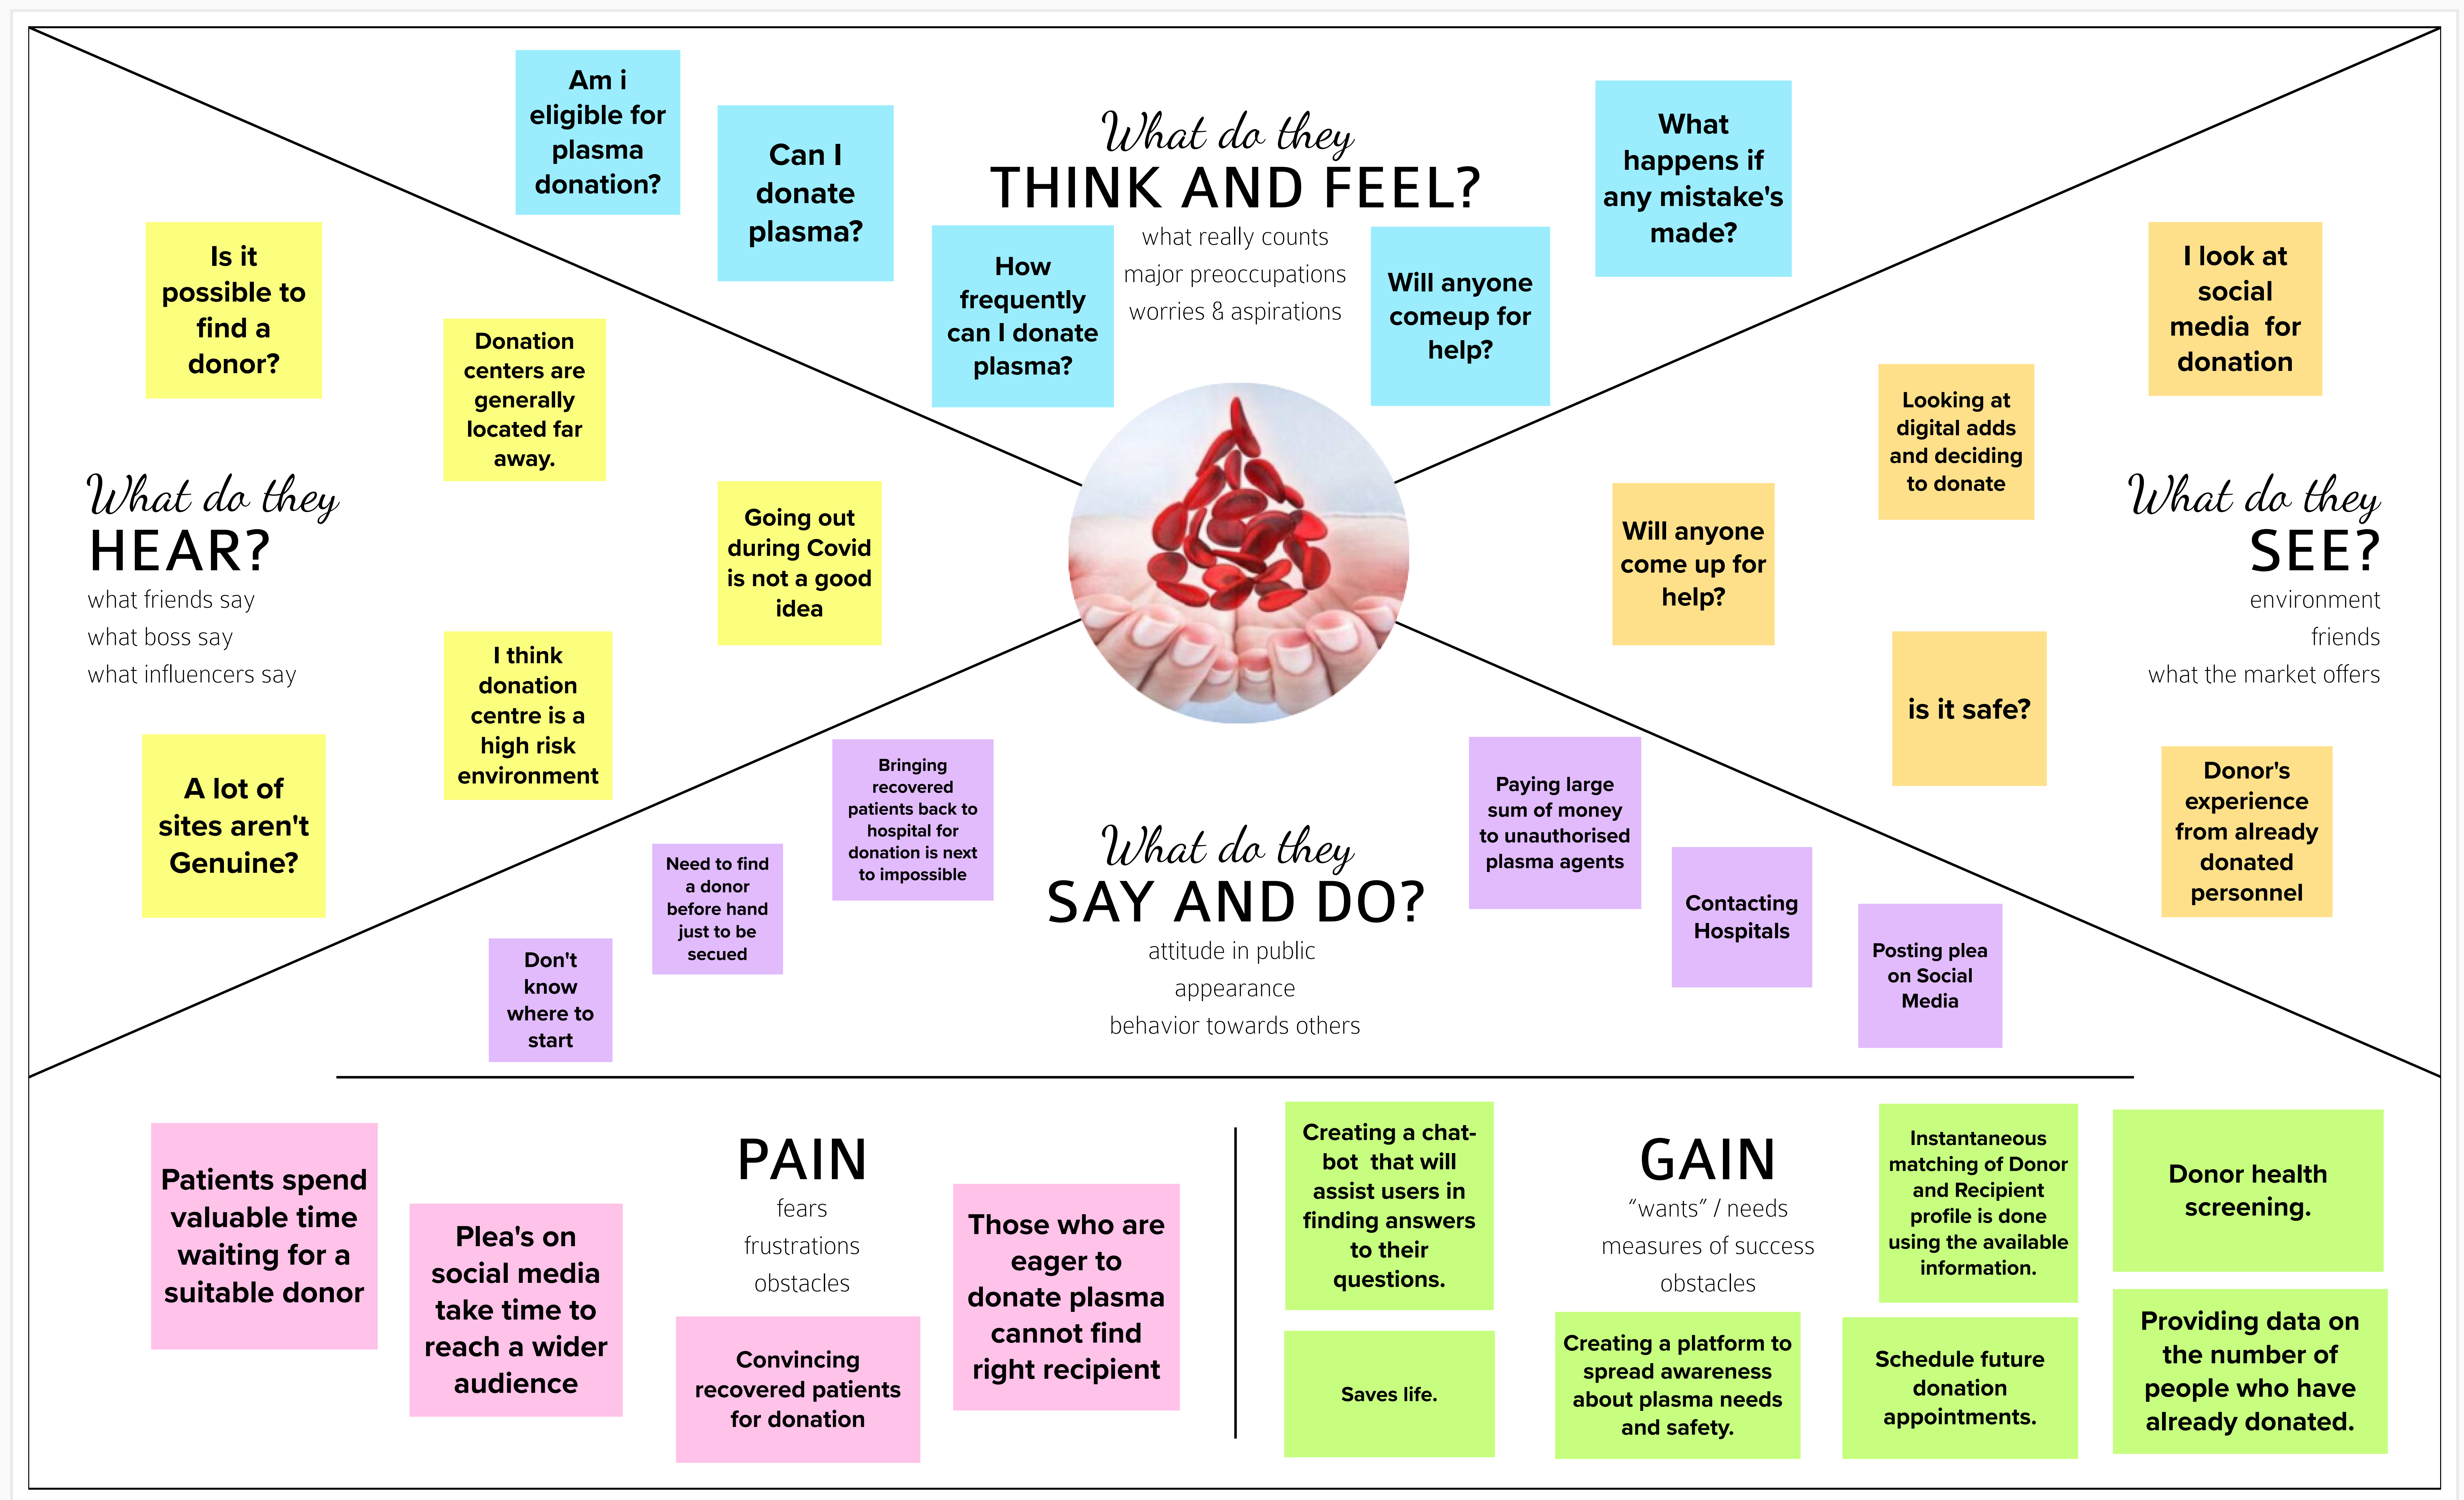 What do they
THINK AND FEEL?
what really counts
major preoccupations
worries & aspirations
Am i
eligible for
plasma
donation?
Can I
donate
plasma?
How
frequently
can I donate
plasma?
Will anyone
comeup for
help?
What
happens if
any mistake's
made?
What do they
HEAR?
what friends say
what boss say
what influencers say
Is it
possible to
find a
donor?
Donation
centers are
generally
located far
away.
Going out
during Covid
is not a good
idea
I think
donation
centre is a
high risk
environment
A lot of
sites aren't
Genuine?
What do they
SEE?
environment
friends
what the market offers
I look at
social
media  for
donation
Looking at
digital adds
and deciding
to donate
Will anyone
come up for
help?
is it safe?
Donor's
experience
from already
donated
personnel
What do they
SAY AND DO?
attitude in public
appearance
behavior towards others
Bringing
recovered
patients back to
hospital for
donation is next
to impossible
Need to find
a donor
before hand
just to be
secued
Don't
know
where to
start
Paying large
sum of money
to unauthorised
plasma agents
Contacting
Hospitals
Posting plea
on Social
Media
PAIN
fears
frustrations
obstacles
Patients spend
valuable time
waiting for a
suitable donor
Plea's on
social media
take time to
reach a wider
audience
Convincing
recovered patients
for donation
Those who are
eager to
donate plasma
cannot find
right recipient
GAIN
“wants” / needs
measures of success
obstacles
Creating a chat-
bot  that will
assist users in
finding answers
to their
questions.
Saves life.
Creating a platform to
spread awareness
about plasma needs
and safety.
Instantaneous
matching of Donor
and Recipient
profile is done
using the available
information.
Schedule future
donation
appointments.
Donor health
screening.
Providing data on
the number of
people who have
already donated.